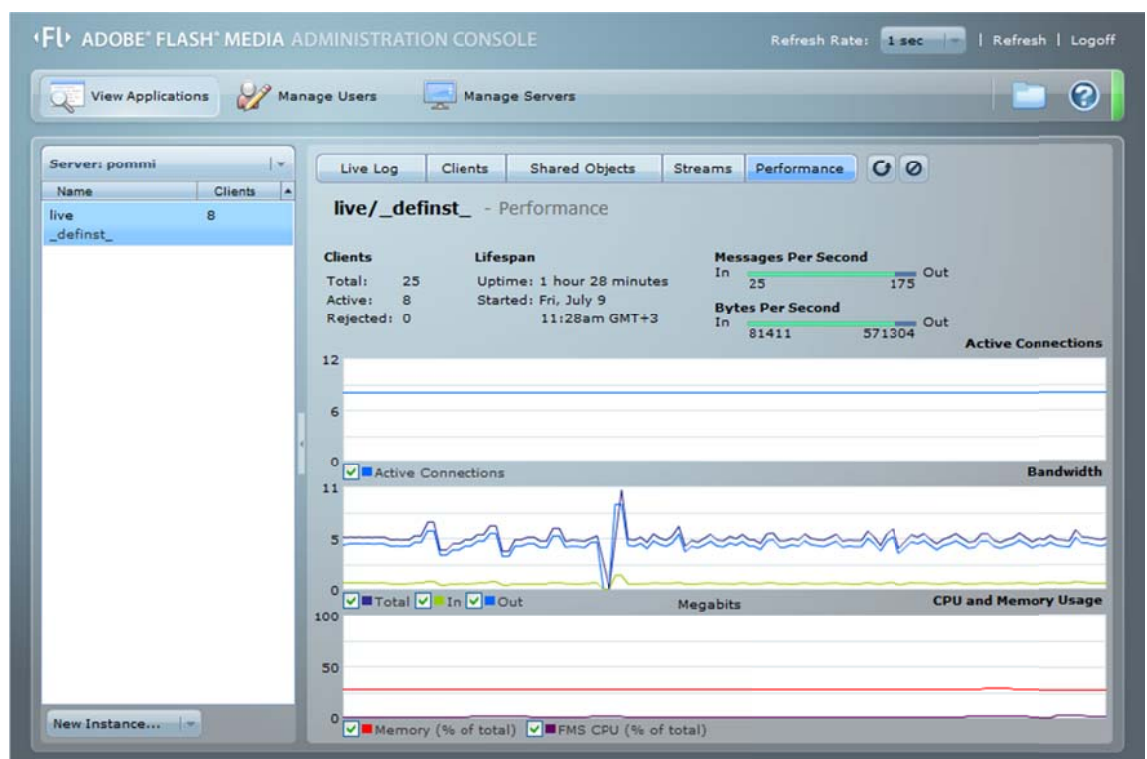 Fl ADOBE® FLASH® MEDIA ADMINISTRATION CONSOLE
Refresh Rate: 1 sec | Refresh | Logoff
View Applications Manage Users Manage Servers
Server: pommi
Name Clients
live 8
_definst_
New Instance...
Live Log Clients Shared Objects Streams Performance
live/_definst_ - Performance
Clients
Total: 25
Active: 8
Rejected: 0
Lifespan
Uptime: 1 hour 28 minutes
Started: Fri, July 9
11:28am GMT+3
Messages Per Second
In Out
25 175
Bytes Per Second
In Out
81411 571304
Active Connections
12
6
0
Active Connections
Bandwidth
11
5
0
Total In Out
Megabits
CPU and Memory Usage
100
50
0
Memory (% of total) FMS CPU (% of total)